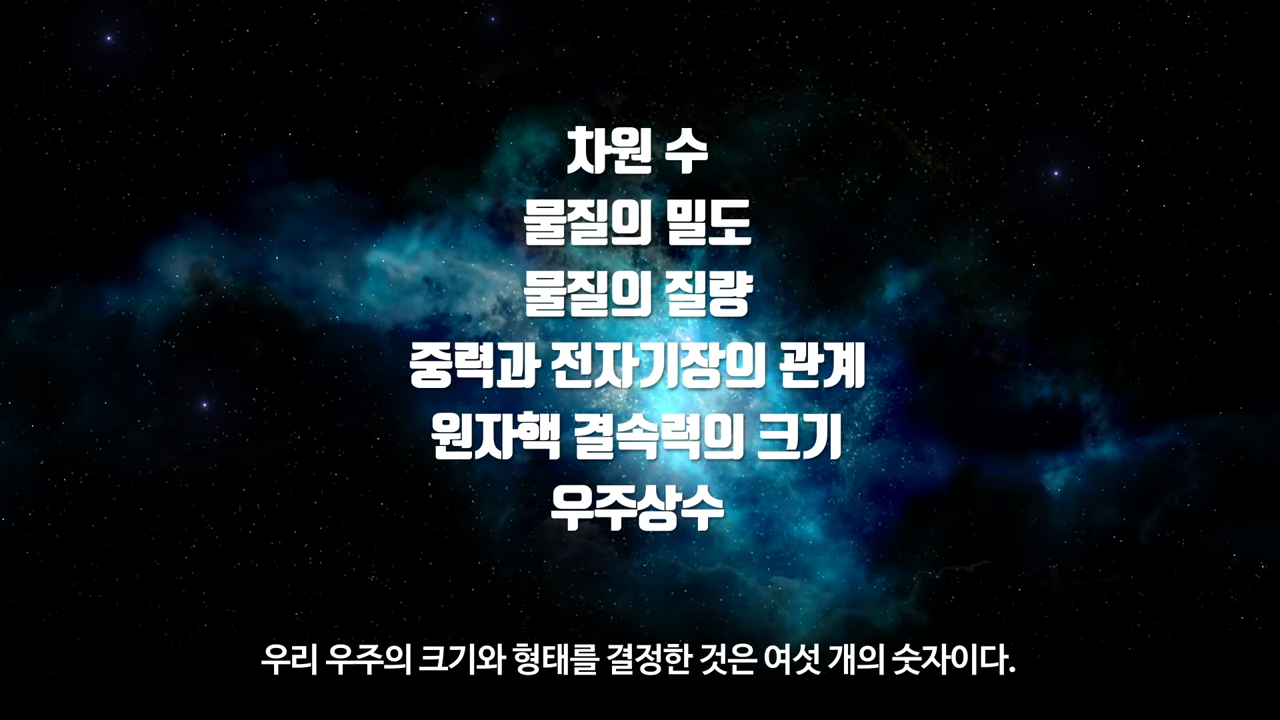 차원 수
물질의 밀도
물질의 질량
중력과 전자기장의 관계
원자핵 결속력의 크기
우주상수
우리 우주의 크기와 형태를 결정한 것은 여섯 개의 숫자이다.